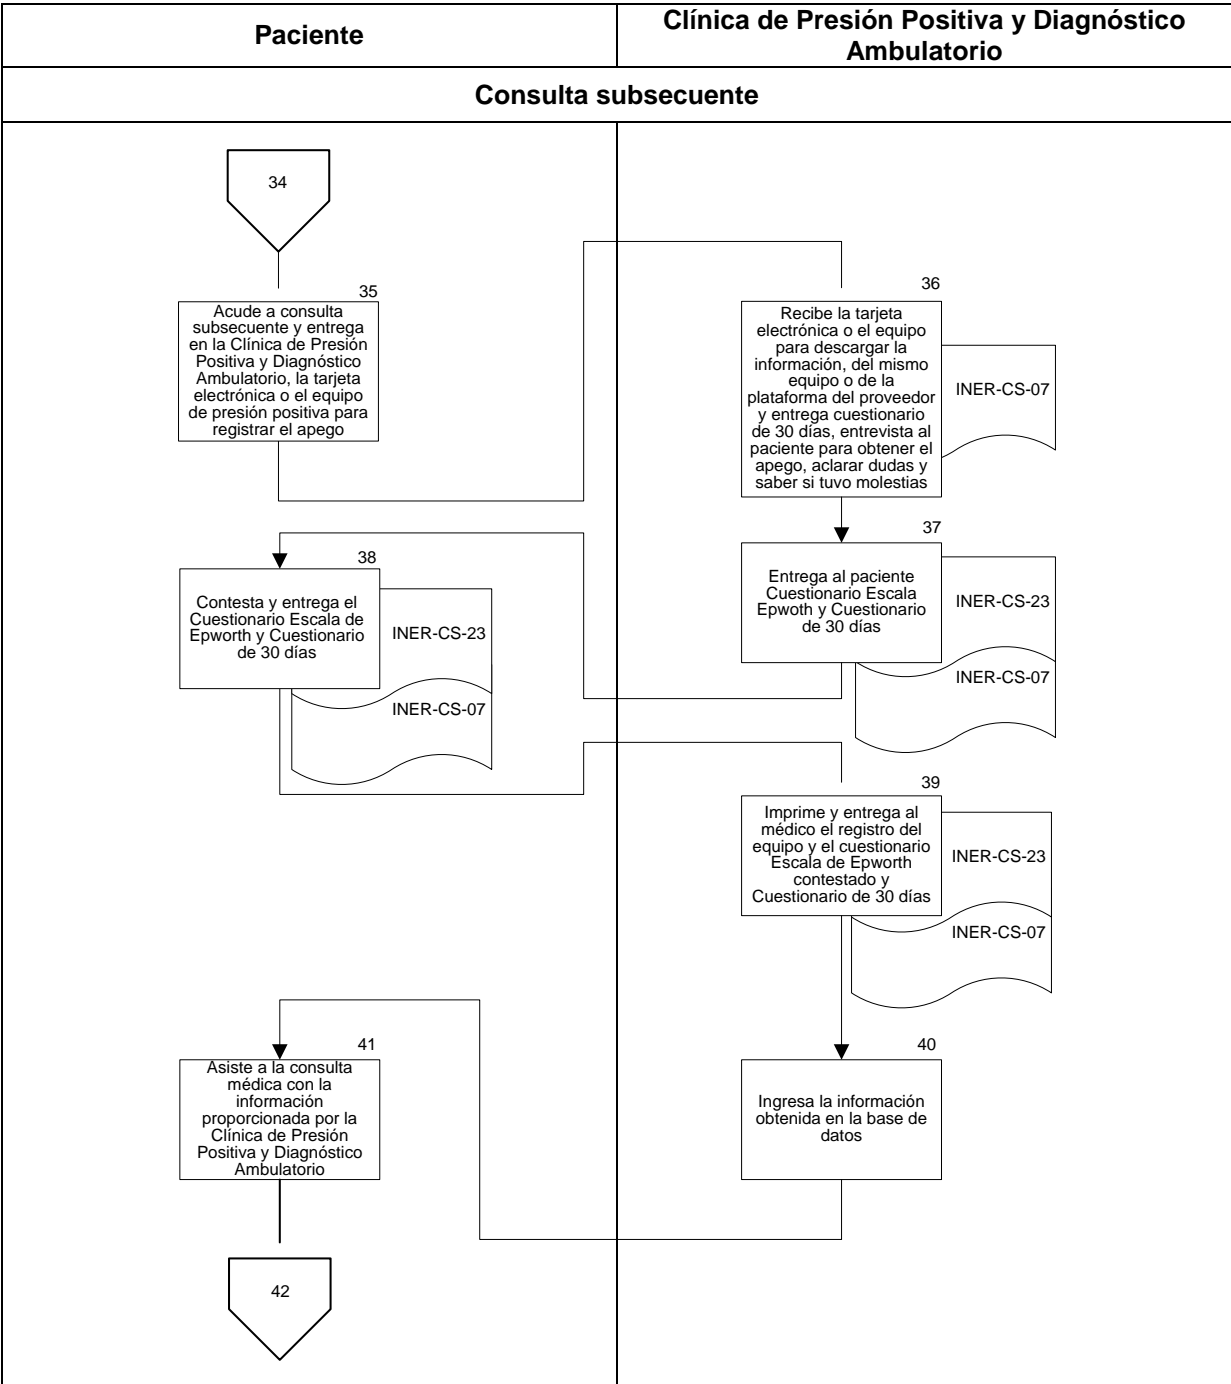 Paciente
Clínica de Presión Positiva y Diagnóstico
Ambulatorio
Consulta subsecuente
34
35
Acude a consulta
subsecuente y entrega
en la Clínica de Presión
Positiva y Diagnóstico
Ambulatorio, la tarjeta
electrónica o el equipo
de presión positiva para
registrar el apego
36
Recibe la tarjeta
electrónica o el equipo
para descargar la
información, del mismo
equipo o de la
plataforma del proveedor
y entrega cuestionario
de 30 días, entrevista al
paciente para obtener el
apego, aclarar dudas y
saber si tuvo molestias
INER-CS-07
37
Entrega al paciente
Cuestionario Escala
Epwoth y Cuestionario
de 30 días
INER-CS-23
INER-CS-07
38
Contesta y entrega el
Cuestionario Escala de
Epworth y Cuestionario
de 30 días
INER-CS-23
INER-CS-07
39
Imprime y entrega al
médico el registro del
equipo y el cuestionario
Escala de Epworth
contestado y
Cuestionario de 30 días
INER-CS-23
INER-CS-07
40
Ingresa la información
obtenida en la base de
datos
41
Asiste a la consulta
médica con la
información
proporcionada por la
Clínica de Presión
Positiva y Diagnóstico
Ambulatorio
42